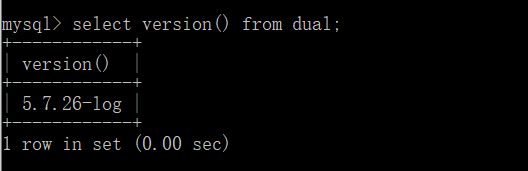 mysql> select version() from dual;
+------------+
| version()  |
+------------+
| 5.7.26-log |
+------------+
1 row in set (0.00 sec)